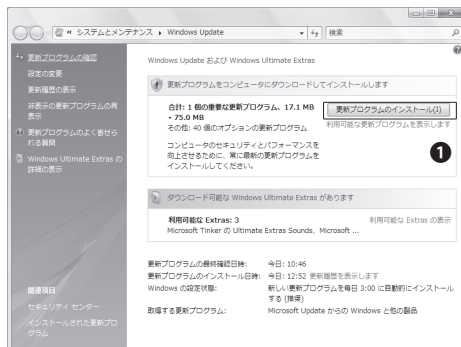 « システムとメンテナンス ▸ Windows Update
検索
更新プログラムの確認
設定の変更
更新履歴の表示
非表示の更新プログラムの再
表示
更新プログラムのよく寄せら
れる質問
Windows Ultimate Extras の
詳細の表示
関連項目
セキュリティ センター
インストールされた更新プロ
グラム
Windows Update および Windows Ultimate Extras
更新プログラムをコンピュータにダウンロードしてインストールします
合計: 1 個の重要な更新プログラム、17.1 MB
- 75.0 MB
その他: 40 個のオプションの更新プログラム
更新プログラムのインストール(I)
利用可能な更新プログラムを表示します
コンピュータのセキュリティとパフォーマンスを
向上させるために、常に最新の更新プログラムを
インストールしてください。
❶
ダウンロード可能な Windows Ultimate Extras があります
利用可能な Extras: 3
利用可能な Extras の表示
Microsoft Tinker の Ultimate Extras Sounds、Microsoft ...
更新プログラムの最終確認日時: 今日: 10:46
更新プログラムのインストール日時: 今日: 12:52 更新履歴を表示します
Windows の設定状態: 新しい更新プログラムを毎日 3:00 に自動的にインストール
する (推奨)
取得する更新プログラム: Microsoft Update からの Windows と他の製品